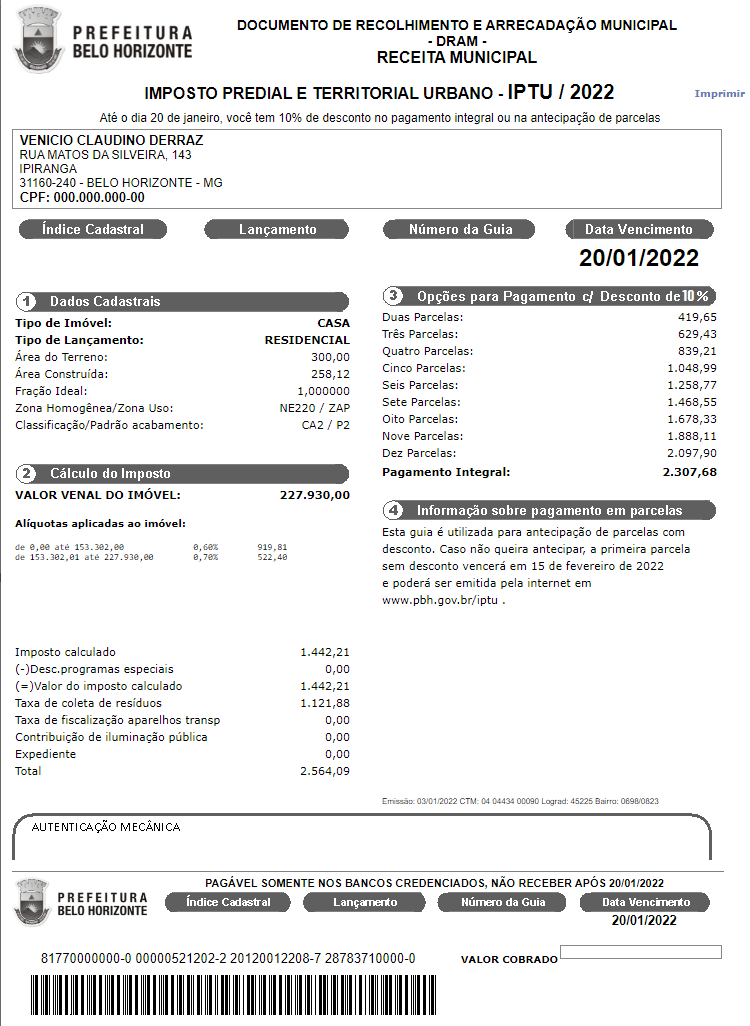 PREFEITURA
BELO HORIZONTE
DOCUMENTO DE RECOLHIMENTO E ARRECADAÇÃO MUNICIPAL
- DRAM -
RECEITA MUNICIPAL
IMPOSTO PREDIAL E TERRITORIAL URBANO - IPTU / 2022
Imprimir
Até o dia 20 de janeiro, você tem 10% de desconto no pagamento integral ou na antecipação de parcelas
VENICIO CLAUDINO DERRAZ
RUA MATOS DA SILVEIRA, 143
IPIRANGA
31160-240 - BELO HORIZONTE - MG
CPF: 000.000.000-00
Índice Cadastral Lançamento Número da Guia Data Vencimento
20/01/2022
1 Dados Cadastrais
Tipo de Imóvel: CASA
Tipo de Lançamento: RESIDENCIAL
Área do Terreno: 300,00
Área Construída: 258,12
Fração Ideal: 1,000000
Zona Homogênea/Zona Uso: NE220 / ZAP
Classificação/Padrão acabamento: CA2 / P2
2 Cálculo do Imposto
VALOR VENAL DO IMÓVEL: 227.930,00
Alíquotas aplicadas ao imóvel:
de 0,00 até 153.302,00 0,60% 919,81
de 153.302,01 até 227.930,00 0,70% 522,40
Imposto calculado 1.442,21
(-)Desc.programas especiais 0,00
(=)Valor do imposto calculado 1.442,21
Taxa de coleta de resíduos 1.121,88
Taxa de fiscalização aparelhos transp 0,00
Contribuição de iluminação pública 0,00
Expediente 0,00
Total 2.564,09
3 Opções para Pagamento c/ Desconto de 10 %
Duas Parcelas: 419,65
Três Parcelas: 629,43
Quatro Parcelas: 839,21
Cinco Parcelas: 1.048,99
Seis Parcelas: 1.258,77
Sete Parcelas: 1.468,55
Oito Parcelas: 1.678,33
Nove Parcelas: 1.888,11
Dez Parcelas: 2.097,90
Pagamento Integral: 2.307,68
4 Informação sobre pagamento em parcelas
Esta guia é utilizada para antecipação de parcelas com
desconto. Caso não queira antecipar, a primeira parcela
sem desconto vencerá em 15 de fevereiro de 2022
e poderá ser emitida pela internet em
www.pbh.gov.br/iptu .
Emissão: 03/01/2022 CTM: 04 04434 00090 Lograd: 45225 Bairro: 0698/0823
AUTENTICAÇÃO MECÂNICA
PREFEITURA
BELO HORIZONTE
PAGÁVEL SOMENTE NOS BANCOS CREDENCIADOS, NÃO RECEBER APÓS 20/01/2022
Índice Cadastral Lançamento Número da Guia Data Vencimento
20/01/2022
81770000000-0 00000521202-2 20120012208-7 28783710000-0
VALOR COBRADO